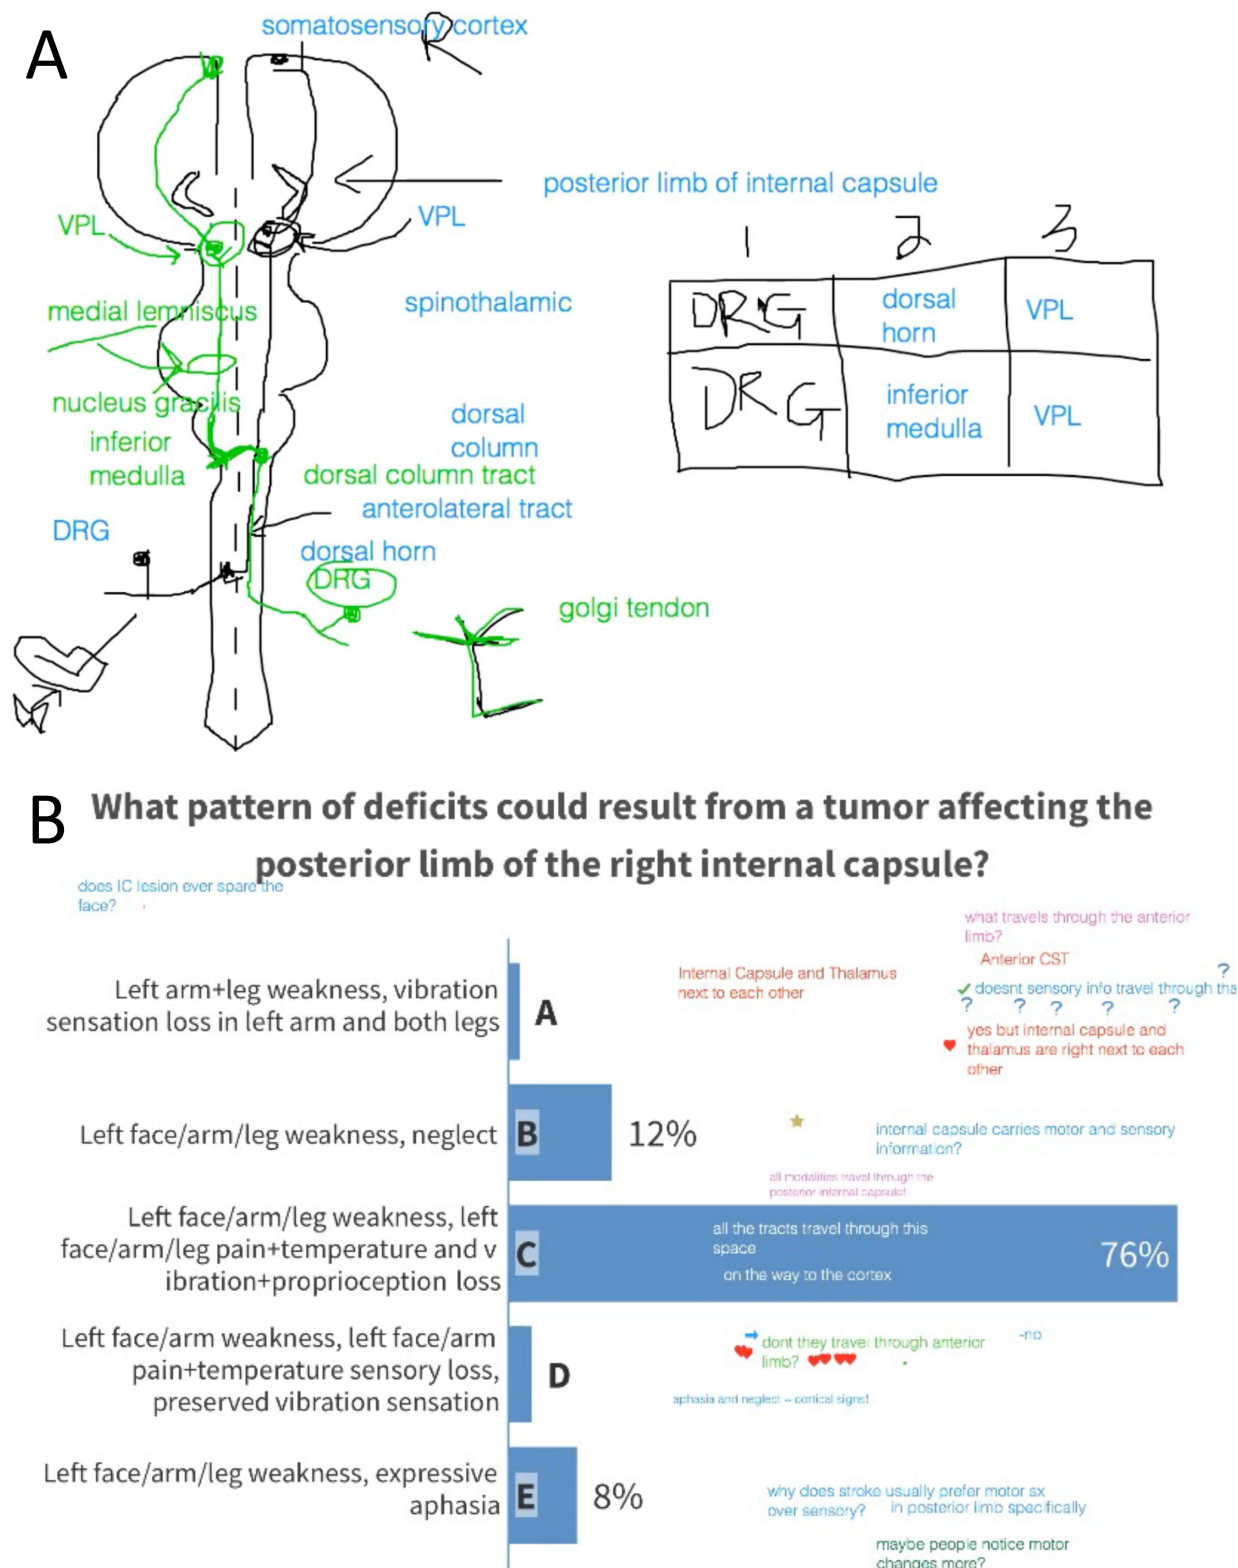 A
somatosensory cortex
R
posterior limb of internal capsule
VPL
VPL
1 2 3
medial lemniscus
spinothalamic
DRG
dorsal
horn
VPL
nucleus gracilis
inferior
medulla
dorsal
column
DRG
inferior
medulla
VPL
dorsal column tract
anterolateral tract
DRG
dorsal horn
DRG
golgi tendon
B
What pattern of deficits could result from a tumor affecting the
posterior limb of the right internal capsule?
does IC lesion ever spare the
face?
what travels through the anterior
limb?
Anterior CST
Internal Capsule and Thalamus
next to each other
?
doesnt sensory info travel through tha
? ? ? ? ?
yes but internal capsule and
thalamus are right next to each
other
Left arm+leg weakness, vibration
sensation loss in left arm and both legs
A
Left face/arm/leg weakness, neglect
B
12%
internal capsule carries motor and sensory
information?
all modalities travel through the
posterior internal capsule!
Left face/arm/leg weakness, left
face/arm/leg pain+temperature and v
ibration+proprioception loss
C
all the tracts travel through this
space
on the way to the cortex
76%
Left face/arm weakness, left face/arm
pain+temperature sensory loss,
preserved vibration sensation
D
dont they travel through anterior
limb?
-no
aphasia and neglect – cortical signs!
Left face/arm/leg weakness, expressive
aphasia
E
8%
why does stroke usually prefer motor sx
over sensory?
in posterior limb specifically
maybe people notice motor
changes more?